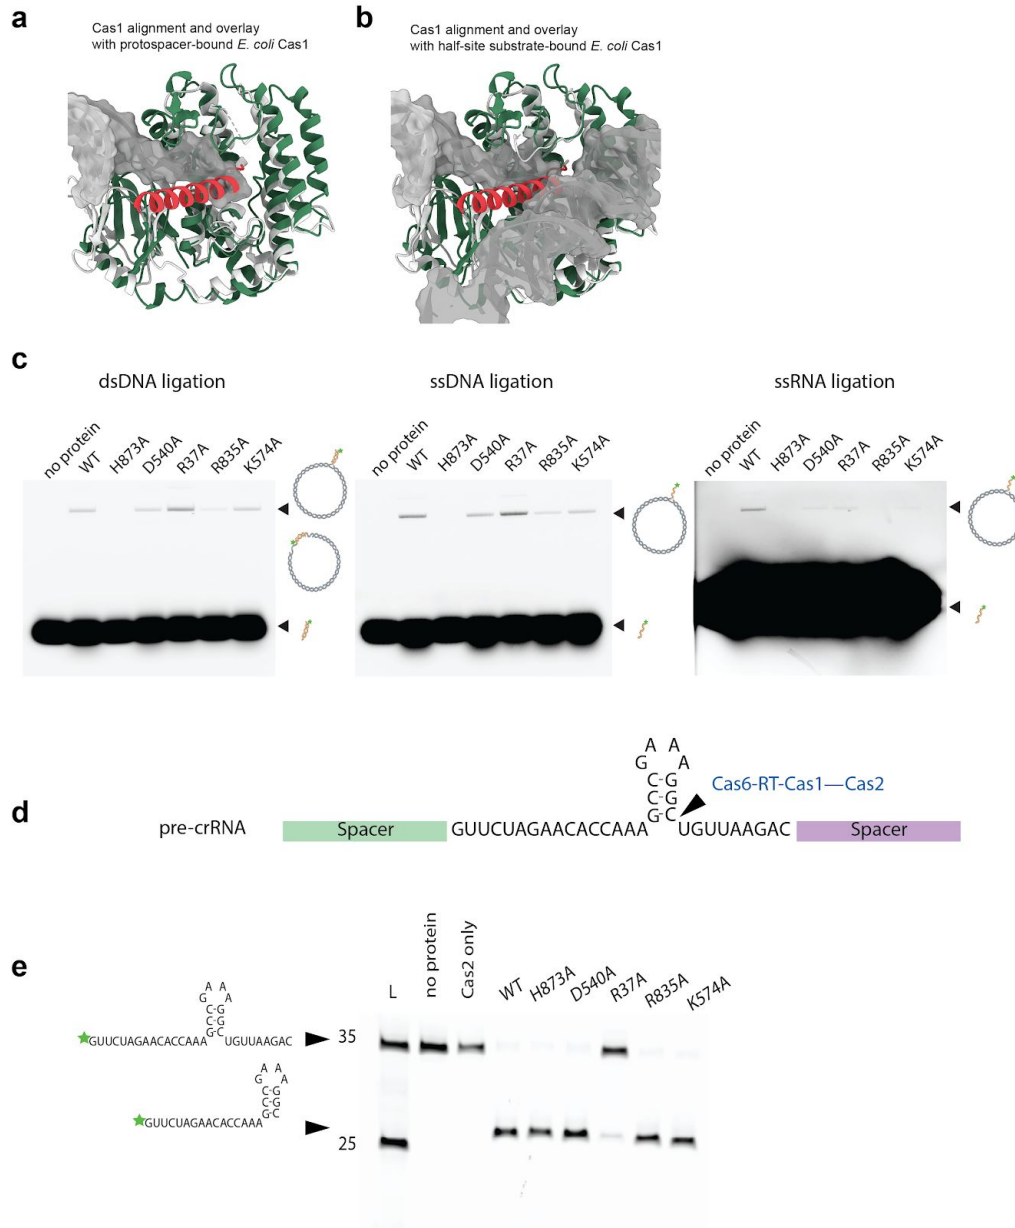 a
Cas1 alignment and overlay
with protospacer-bound E. coli Cas1
b
Cas1 alignment and overlay
with half-site substrate-bound E. coli Cas1
c
dsDNA ligation
no protein
WT
H873A
D540A
R37A
R835A
K574A
ssDNA ligation
no protein
WT
H873A
D540A
R37A
R835A
K574A
ssRNA ligation
no protein
WT
H873A
D540A
R37A
R835A
K574A
d
pre-crRNA
Spacer
GUUCUAGAACACCAAA
G-C
C-G
C-G
G A A A
UGUUAAGAC
Spacer
Cas6-RT-Cas1—Cas2
e
L
no protein
Cas2 only
WT
H873A
D540A
R37A
R835A
K574A
G A A A
C-G
C-G
G-C
GUUCUAGAACACCAAA
UGUUAAGAC
35
G A A A
C-G
C-G
G-C
GUUCUAGAACACCAAA
25